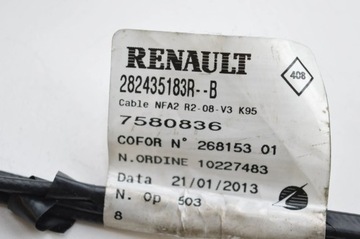 RENAULT
282435183R--B
408
Cable NFA2 R2-08-V3 K95
7580836
COFOR N° 268153 01
N.ORDINE 10227483
Data 21/01/2013
N. Op 503
8